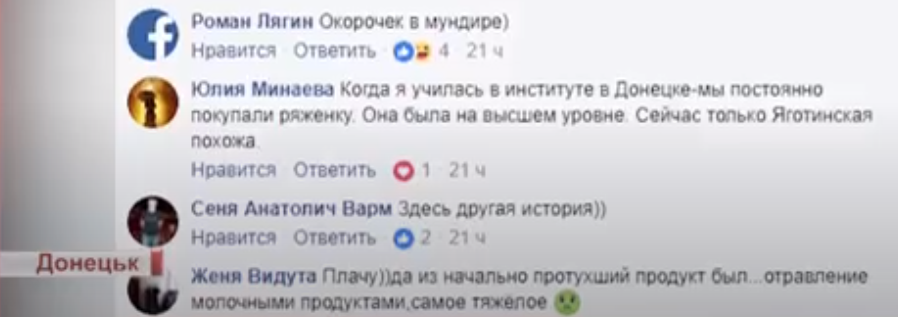 Роман Лягин Окорочек в мундире)
Нравится Ответить 4 21 ч
Юлия Минаева Когда я училась в институте в Донецке-мы постоянно
покупали ряженку. Она была на высшем уровне. Сейчас только Яготинская
похожа.
Нравится Ответить 1 21 ч
Сеня Анатолич Варм Здесь другая история))
Нравится Ответить 2 21 ч
Донецьк
Женя Видута Плачу))да из начально протухший продукт был...отравление
молочными продуктами,самое тяжёлое